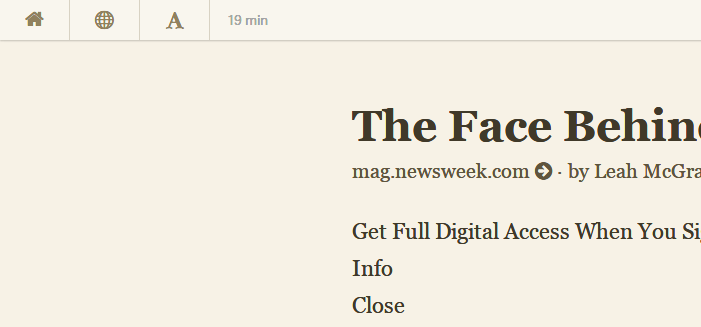 A
19 min
The Face Behin
mag.newsweek.com · by Leah McGra
Get Full Digital Access When You Si
Info
Close